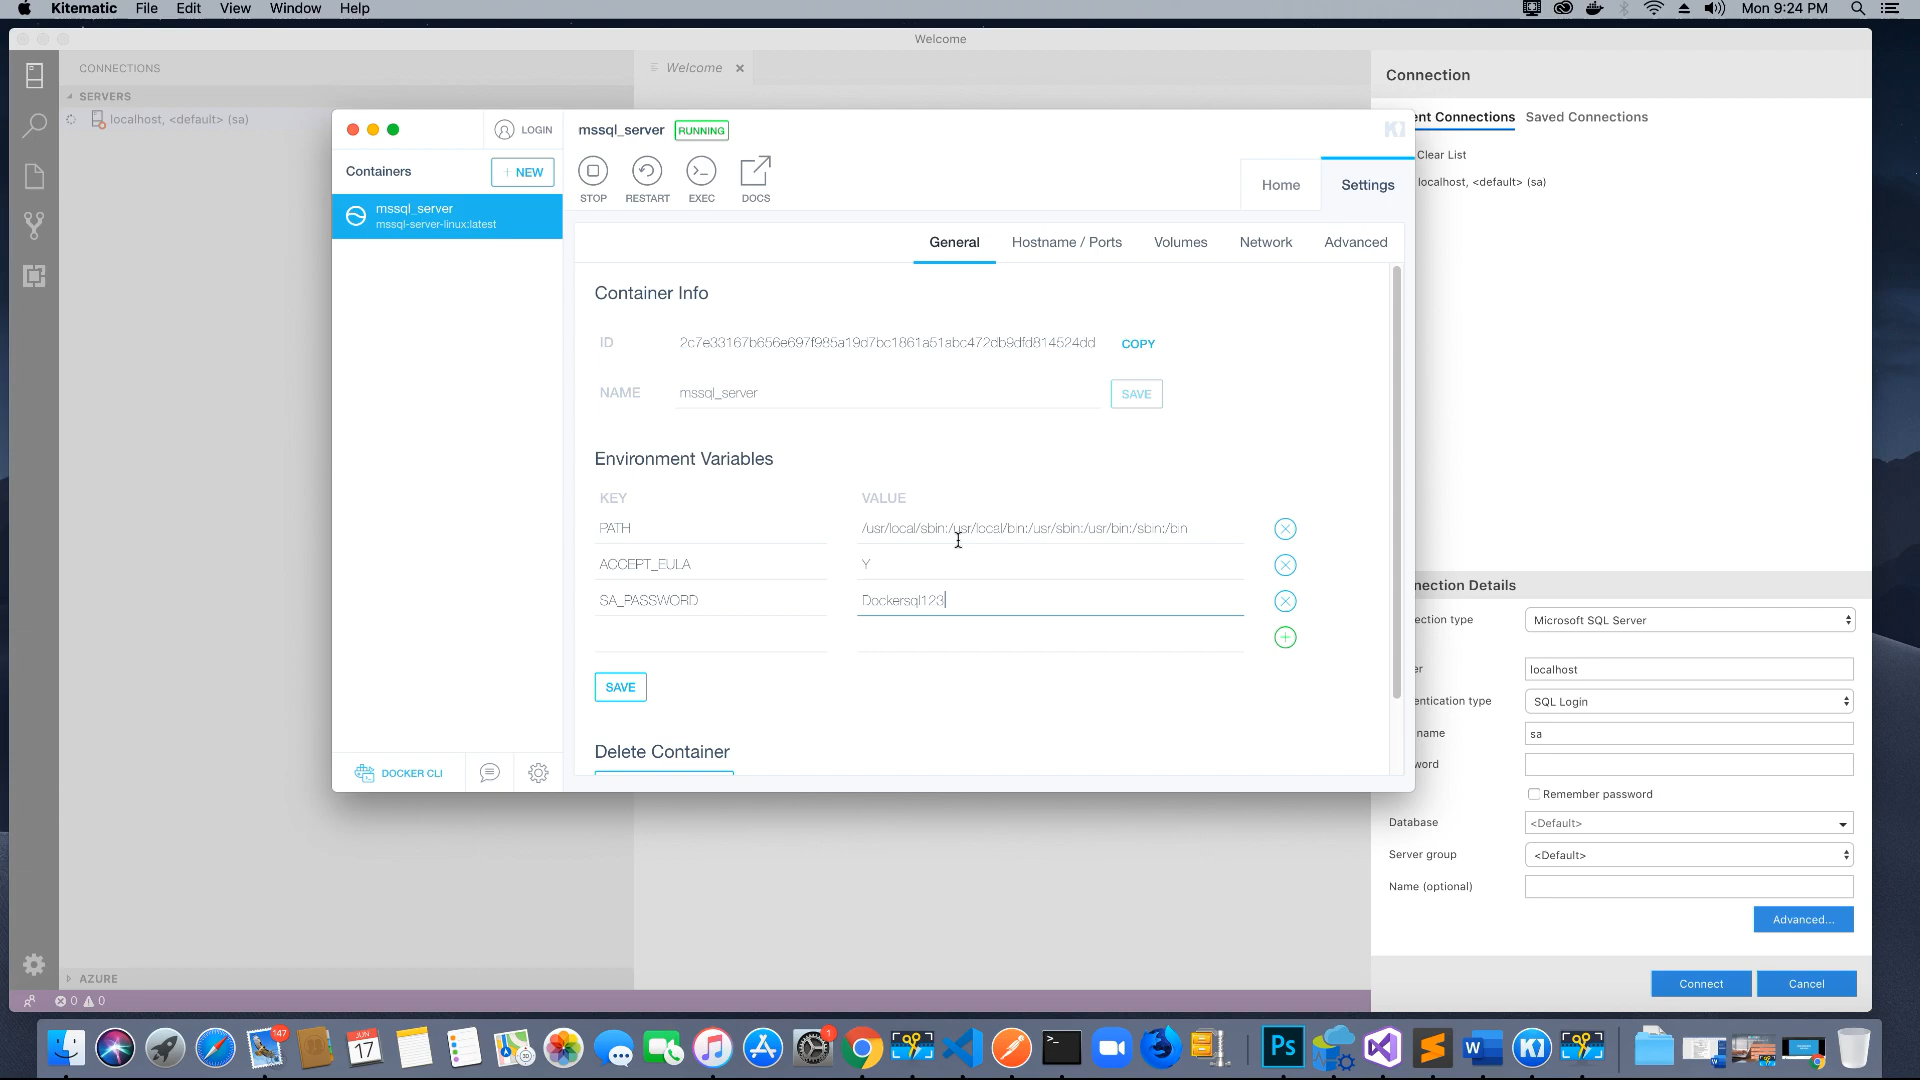 Kitematic File Edit View Window Help
Mon 9:24 PM
Welcome
CONNECTIONS
SERVERS
localhost, <default> (sa)
Welcome
AZURE
0 0
LOGIN
Containers
+ NEW
mssql_server
mssql-server-linux:latest
DOCKER CLI
mssql_server RUNNING
STOP RESTART EXEC DOCS
Home Settings
General Hostname / Ports Volumes Network Advanced
Container Info
ID 2c7e33167b656e697f985a19d7bc1861a51abc472cb9dfd814524dd COPY
NAME mssql_server SAVE
Environment Variables
KEY VALUE
PATH /usr/local/sbin:/usr/local/bin:/usr/sbin:/usr/bin:/sbin:/bin
ACCEPT_EULA Y
SA_PASSWORD Dockersql123
SAVE
Delete Container
Connection
ent Connections Saved Connections
Clear List
localhost, <default> (sa)
nection Details
ection type Microsoft SQL Server
er localhost
entication type SQL Login
name sa
word
Remember password
Database <Default>
Server group <Default>
Name (optional)
Advanced...
Connect Cancel
147
JUN
17
1
Ps
W
K